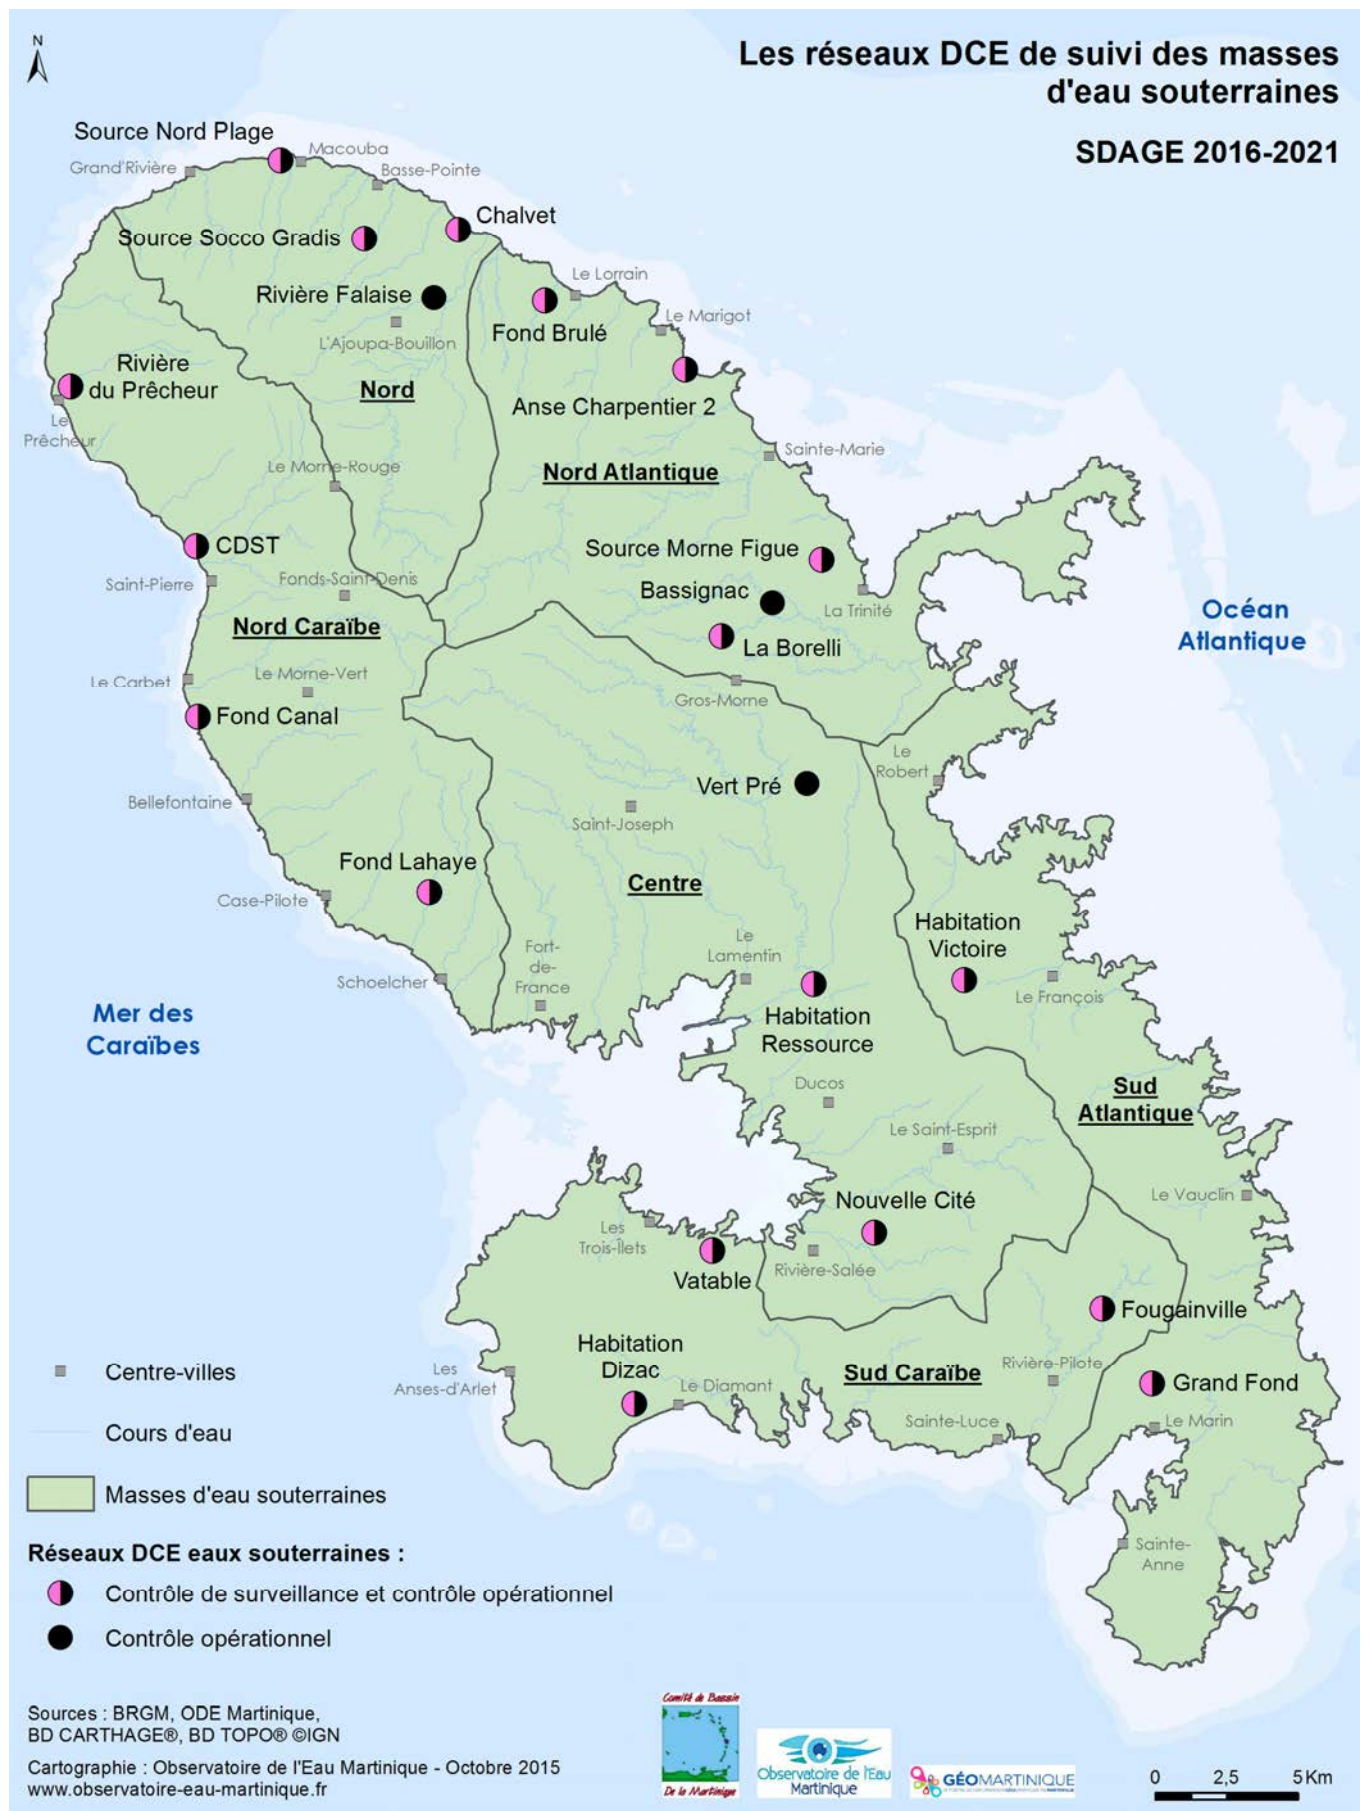 N
Les réseaux DCE de suivi des masses
d'eau souterraines
SDAGE 2016-2021
Source Nord Plage
Macouba
Grand'Rivière
Basse-Pointe
Chalvet
Source Socco Gradis
Le Lorrain
Rivière Falaise
Le Marigot
Fond Brulé
L'Ajoupa-Bouillon
Rivière
du Prêcheur
Nord
Anse Charpentier 2
Le
Prêcheur
Sainte-Marie
Le Morne-Rouge
Nord Atlantique
CDST
Source Morne Figue
Saint-Pierre
Fonds-Saint-Denis
Bassignac
La Trinité
Océan
Atlantique
Nord Caraïbe
La Borelli
Le Carbet
Le Morne-Vert
Gros-Morne
Fond Canal
Le
Robert
Vert Pré
Bellefontaine
Saint-Joseph
Fond Lahaye
Centre
Case-Pilote
Habitation
Victoire
Le
Lamentin
Fort-
de-
France
Schoelcher
Le François
Mer des
Caraïbes
Habitation
Ressource
Ducos
Sud
Atlantique
Le Saint-Esprit
Nouvelle Cité
Le Vauclin
Les
Trois-Îlets
Rivière-Salée
Vatable
Fougainville
Habitation
Dizac
Les
Anses-d'Arlet
Le Diamant
Sud Caraïbe
Rivière-Pilote
Grand Fond
Sainte-Luce
Le Marin
Sainte-
Anne
Centre-villes
Cours d'eau
Masses d'eau souterraines
Réseaux DCE eaux souterraines :
Contrôle de surveillance et contrôle opérationnel
Contrôle opérationnel
Sources : BRGM, ODE Martinique,
BD CARTHAGE®, BD TOPO® ©IGN
Cartographie : Observatoire de l'Eau Martinique - Octobre 2015
www.observatoire-eau-martinique.fr
Comité de Bassin
De la Martinique
Observatoire de l'Eau
Martinique
GÉOMARTINIQUE
0 2,5 5 Km